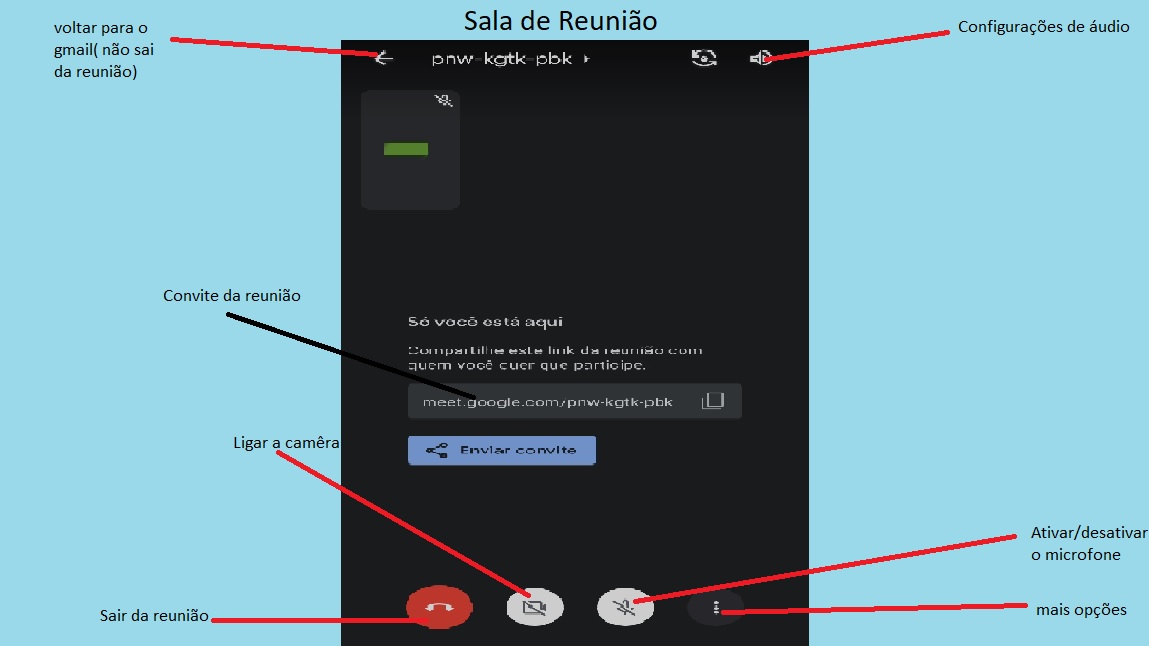 Sala de Reunião
voltar para o
gmail( não sai
da reunião)
Configurações de áudio
pnw-kgtk-pbk
Convite da reunião
Só você está aqui
Compartilhe este link da reunião com
quem você quer que participe.
meet.google.com/pnw-kgtk-pbk
Ligar a camêra
Enviar convite
Ativar/desativar
o microfone
Sair da reunião
mais opções